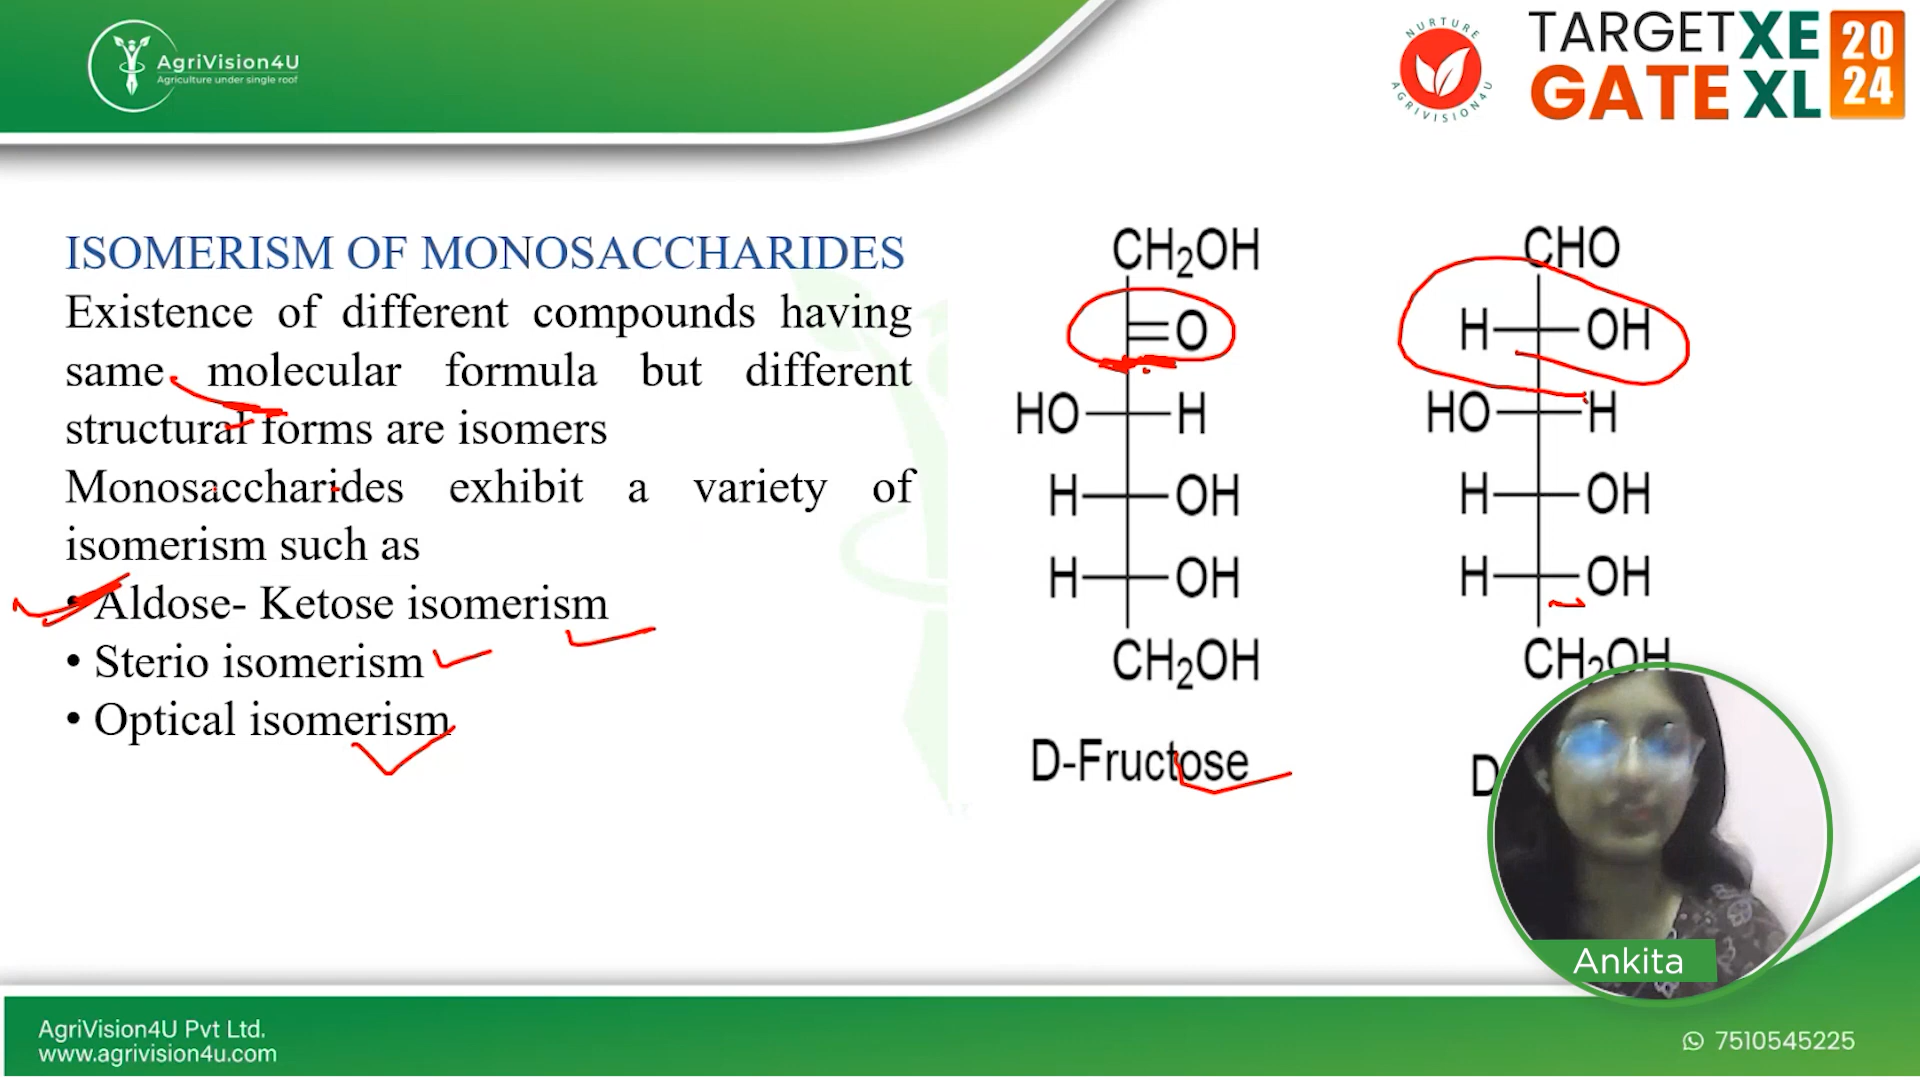 AgriVision4U
Agriculture under single roof
NURTURE
AGRIVISION4U
TARGET XE
GATE XL
20
24
ISOMERISM OF MONOSACCHARIDES
Existence of different compounds having
same molecular formula but different
structural forms are isomers
Monosaccharides exhibit a variety of
isomerism such as
• Aldose- Ketose isomerism
• Sterio isomerism
• Optical isomerism
CH₂OH
=O
HO H
H OH
H OH
CH₂OH
D-Fructose
CHO
H OH
HO H
H OH
H OH
CH₂OH
D
Ankita
AgriVision4U Pvt Ltd.
www.agrivision4u.com
7510545225